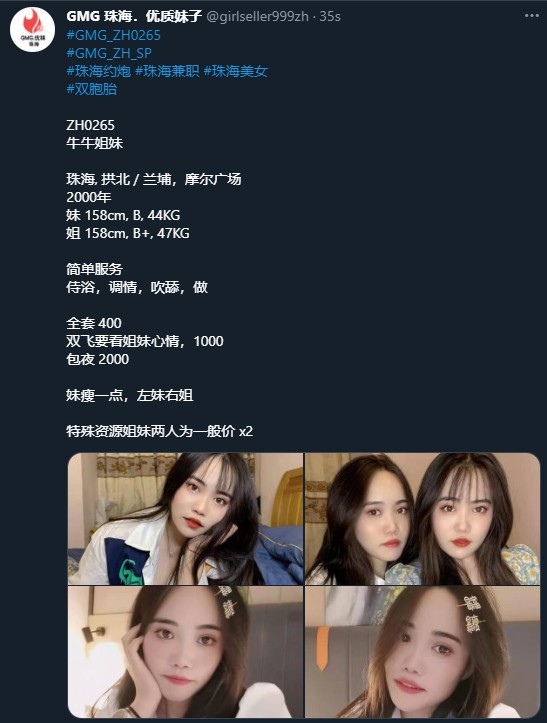 GMG 珠海．优质妹子 @girlseller999zh · 35s
#GMG_ZH0265
#GMG_ZH_SP
#珠海约炮 #珠海兼职 #珠海美女
#双胞胎
ZH0265
牛牛姐妹
珠海, 拱北 / 兰埔，摩尔广场
2000年
妹 158cm, B, 44KG
姐 158cm, B+, 47KG
简单服务
侍浴，调情，吹舔，做
全套 400
双飞要看姐妹心情，1000
包夜 2000
妹瘦一点，左妹右姐
特殊资源姐妹两人为一般价 x2